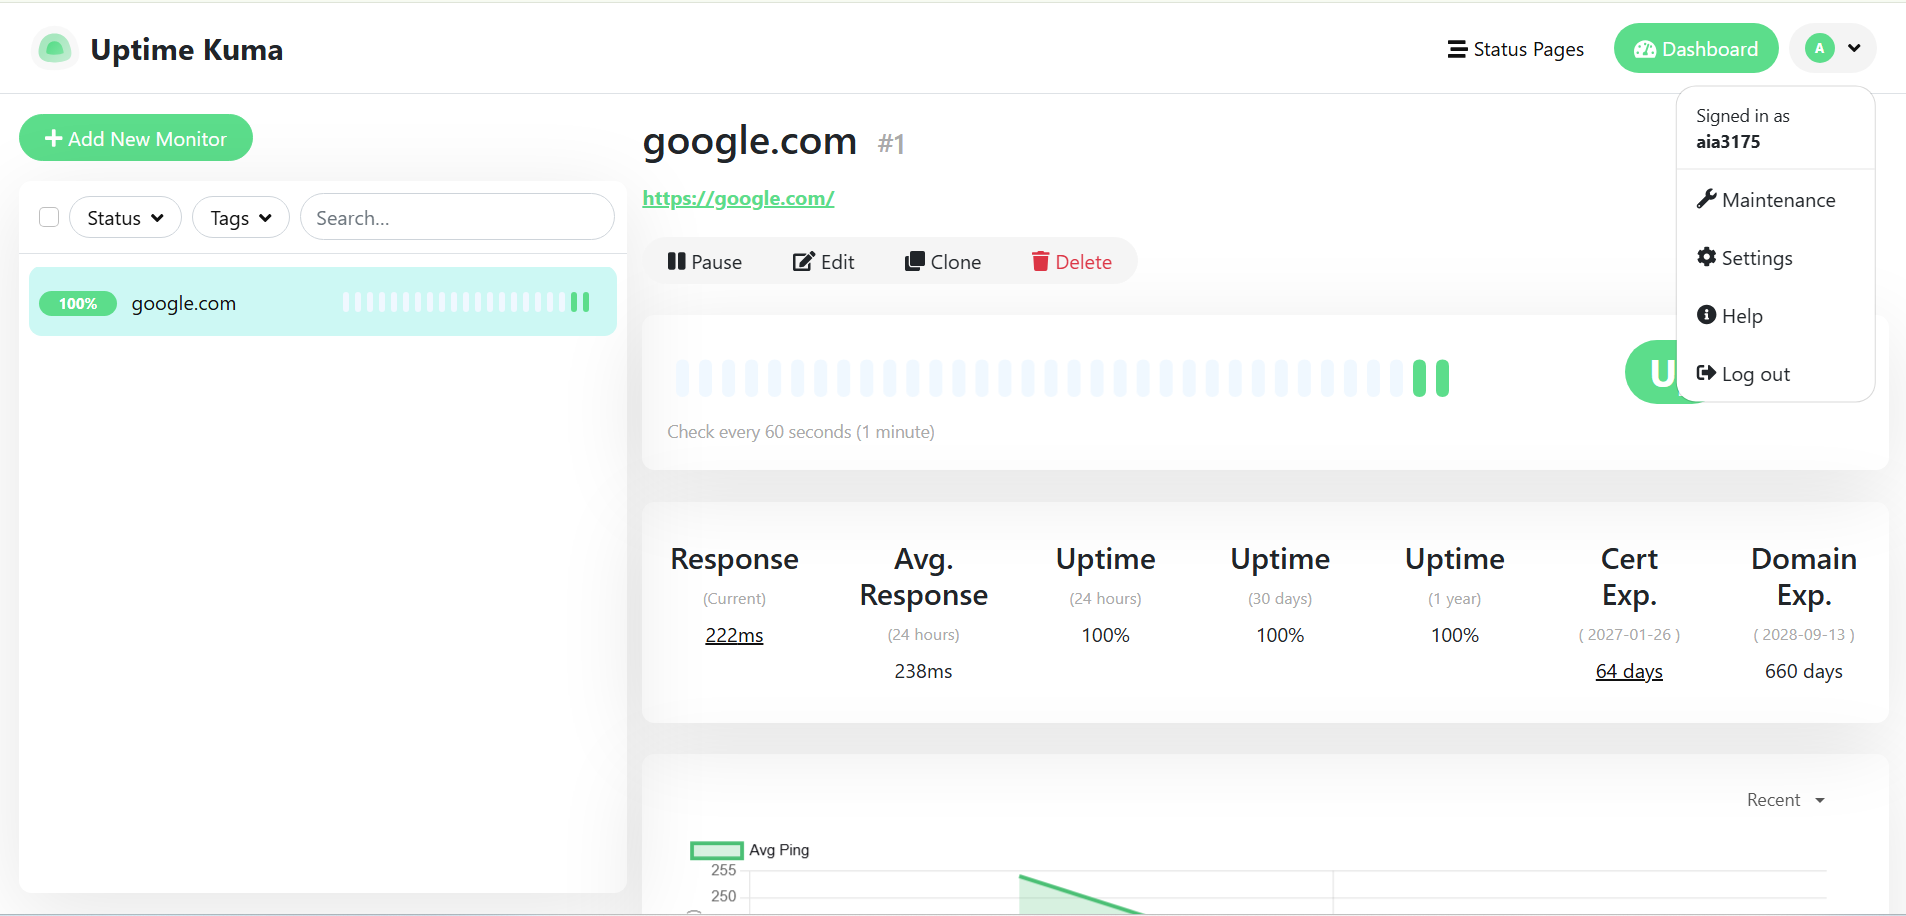 Uptime Kuma
Status Pages
Dashboard
A
Signed in as
aia3175
Maintenance
Settings
Help
Log out
Add New Monitor
Status
Tags
Search...
100%
google.com
google.com #1
https://google.com/
Pause
Edit
Clone
Delete
Check every 60 seconds (1 minute)
Response
(Current)
222ms
Avg.
Response
(24 hours)
238ms
Uptime
(24 hours)
100%
Uptime
(30 days)
100%
Uptime
(1 year)
100%
Cert
Exp.
( 2027-01-26 )
64 days
Domain
Exp.
( 2028-09-13 )
660 days
Recent
Avg Ping
255
250